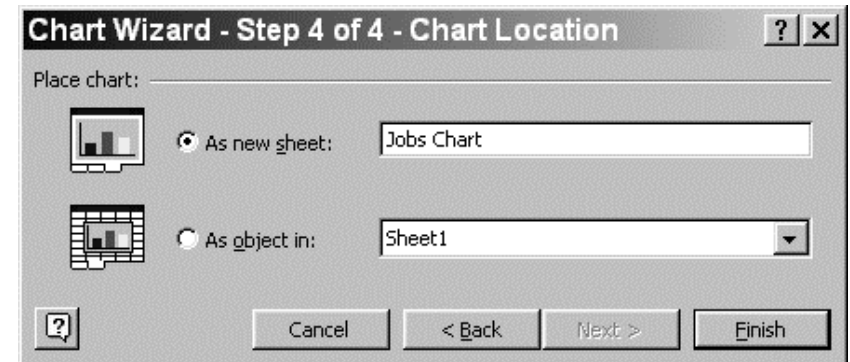 Chart Wizard - Step 4 of 4 - Chart Location ? X
Place chart:
As new sheet: Jobs Chart
As object in: Sheet1
? Cancel < Back Next > Finish